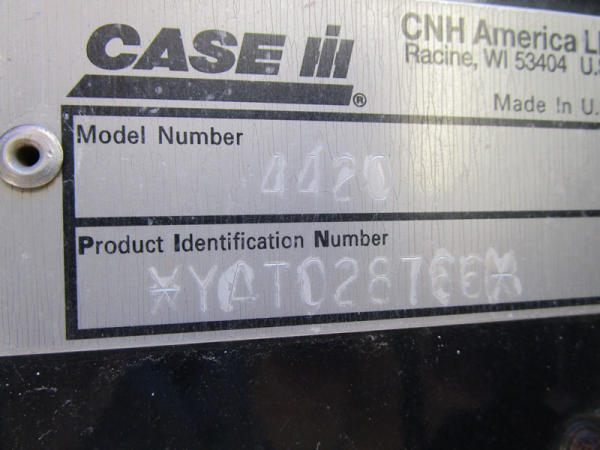 CASE IH®
CNH America L
Racine, WI 53404 U.S
Made In U.
Model Number
4420
Product Identification Number